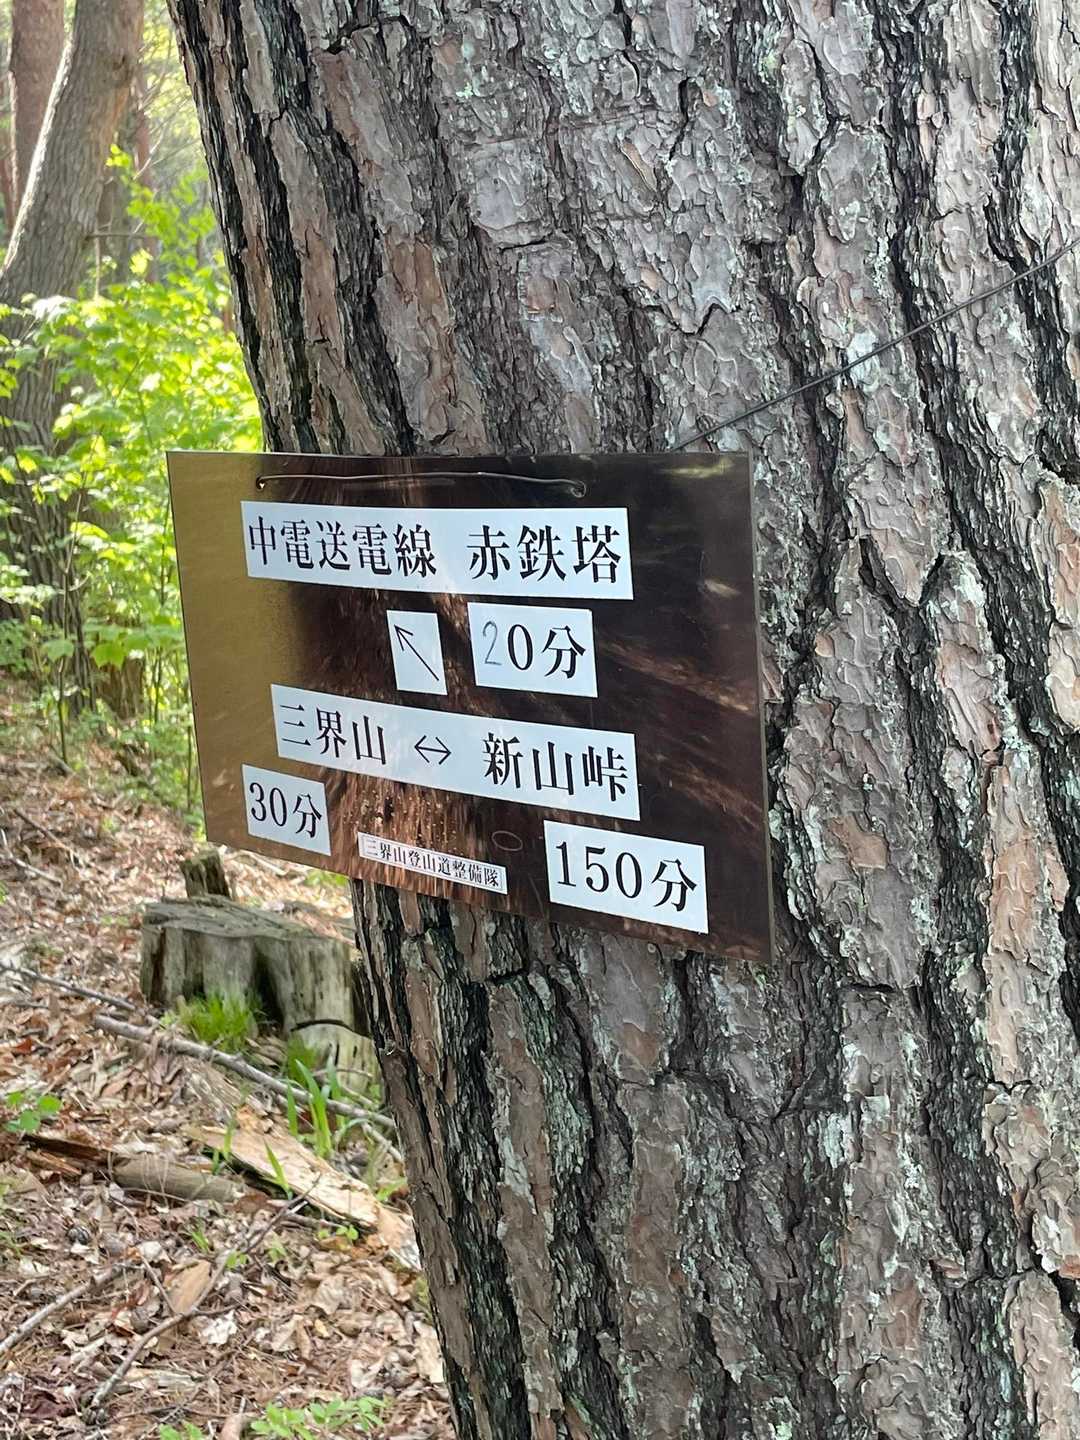 中電送電線 赤鉄塔
↖ 20分
三界山 ↔ 新山峠
30分 150分
三界山登山道整備隊